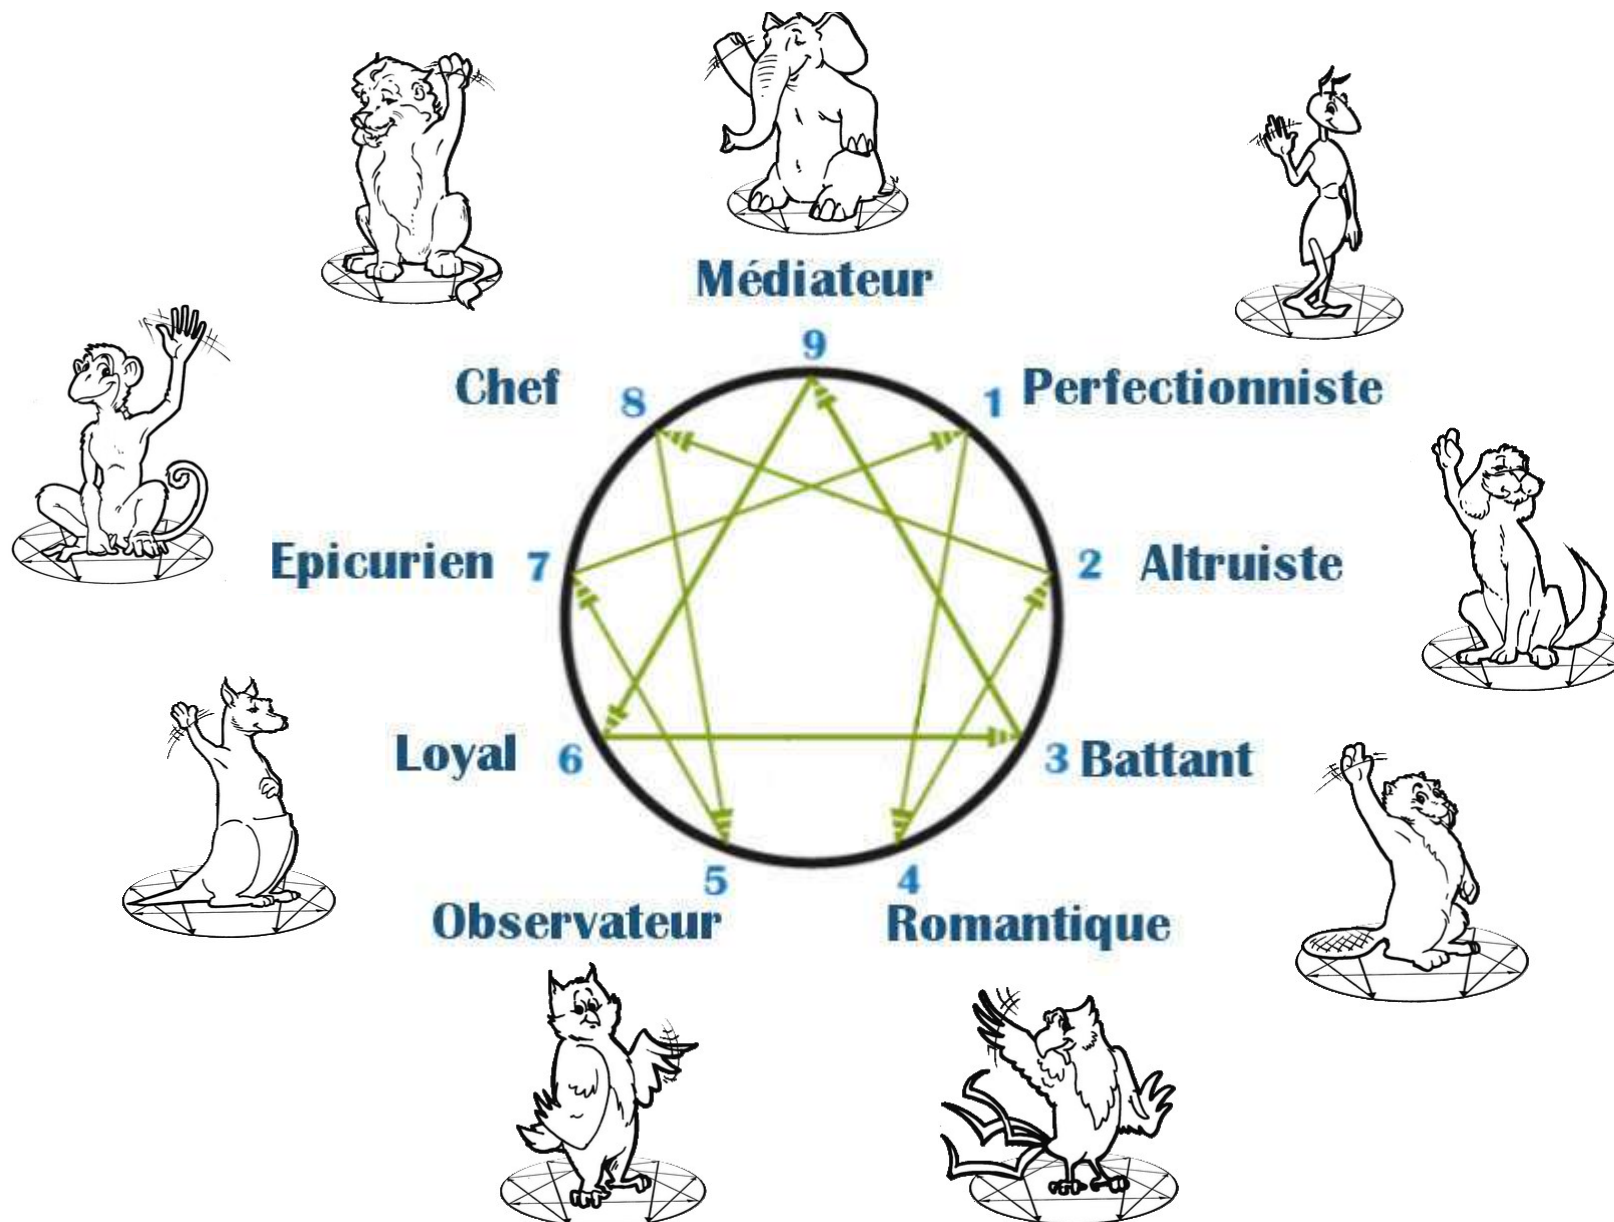 Médiateur
9
Chef
8
1
Perfectionniste
Epicurien
7
2
Altruiste
Loyal
6
3
Battant
5
4
Observateur
Romantique